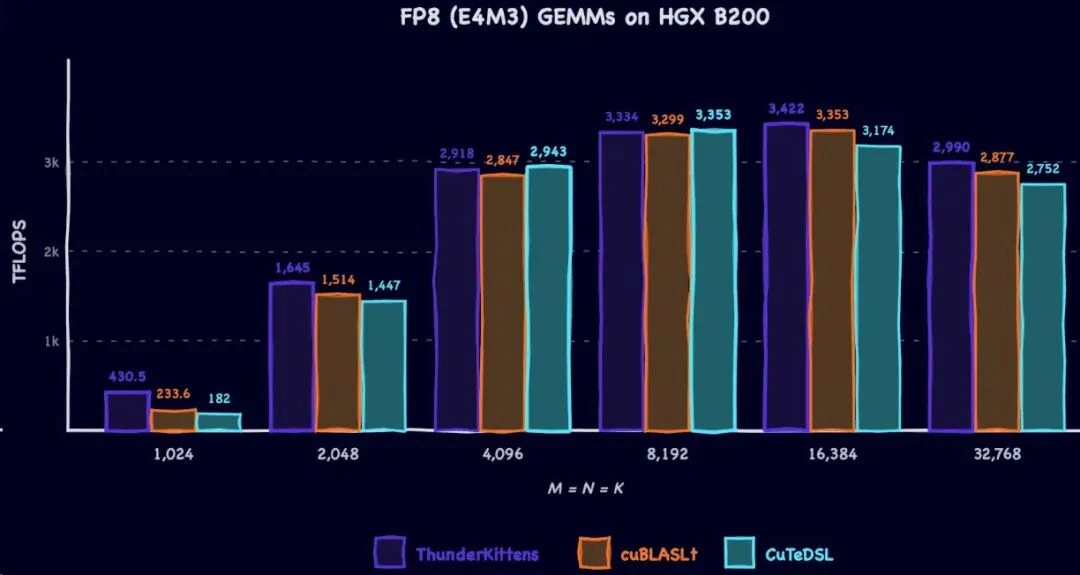 FP8 (E4M3) GEMMs on HGX B200
TFLOPS
3k
2k
1k
430.5
233.6
182
1,645
1,514
1,447
2,918
2,847
2,943
3,334
3,299
3,353
3,422
3,353
3,174
2,990
2,877
2,752
1,024
2,048
4,096
8,192
16,384
32,768
M = N = K
ThunderKittens
cuBLASLt
CuTeDSL